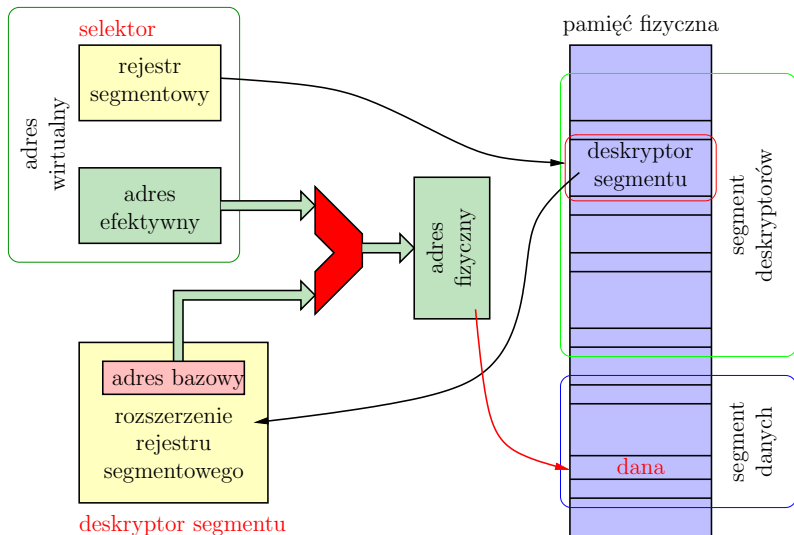 selektor
rejestr
segmentowy
adres
wirtualny
adres
efektywny
adres
fizyczny
adres bazowy
rozszerzenie
rejestru
segmentowego
deskryptor segmentu
pamięć fizyczna
deskryptor
segmentu
segment
deskryptorów
dana
segment
danych